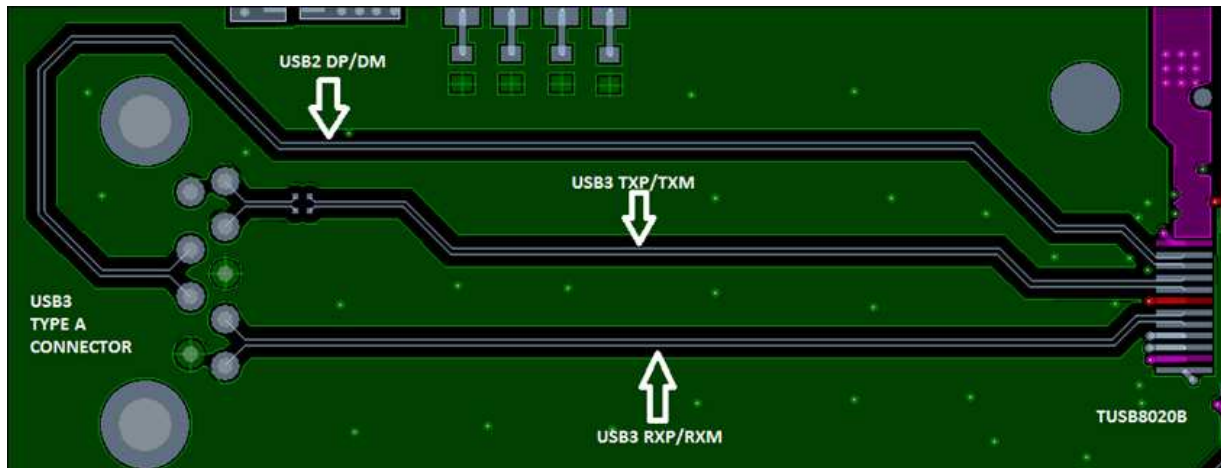 USB2 DP/DM
USB3 TXP/TXM
USB3
TYPE A
CONNECTOR
TUSB8020B
USB3 RXP/RXM